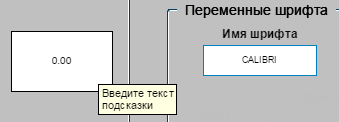 Переменные шрифта
Имя шрифта
0.00
CALIBRI
Введите текст
подсказки